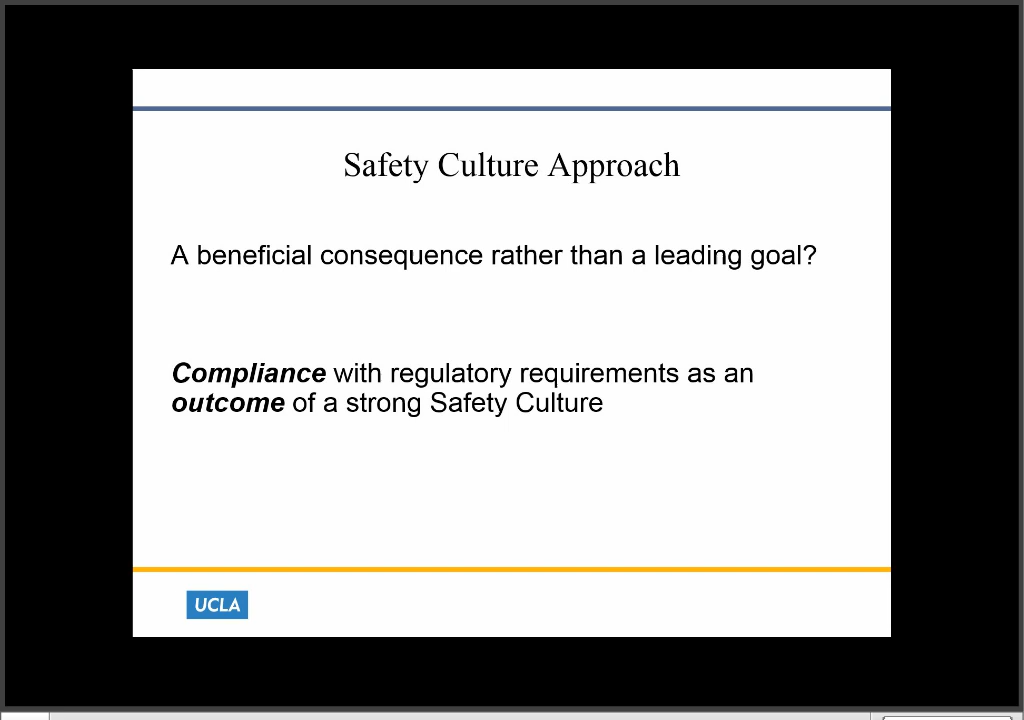 Safety Culture Approach
A beneficial consequence rather than a leading goal?
Compliance with regulatory requirements as an
outcome of a strong Safety Culture
UCLA